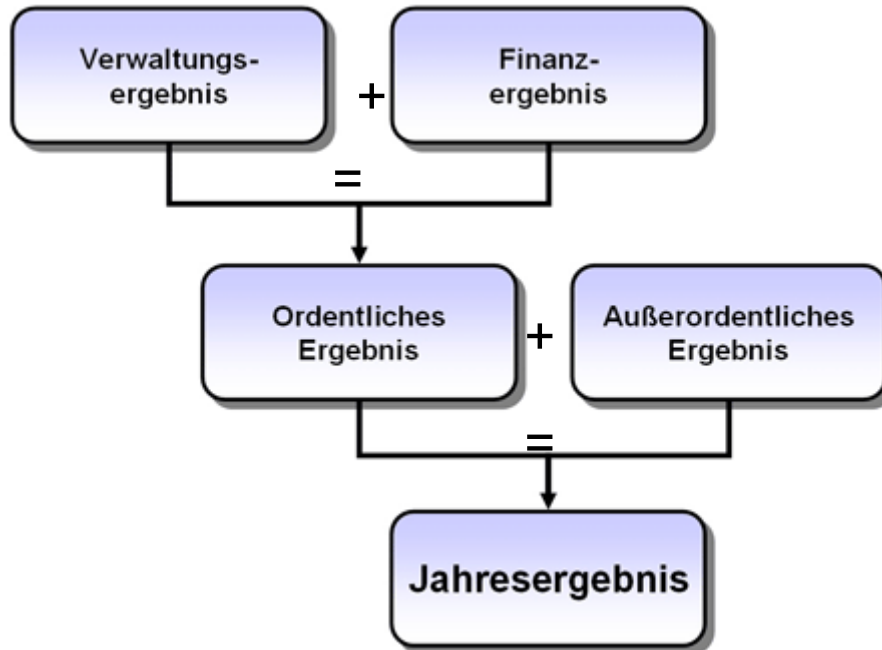 Verwaltungs-
ergebnis
+
Finanz-
ergebnis
=
Ordentliches
Ergebnis
+
Außerordentliches
Ergebnis
=
Jahresergebnis